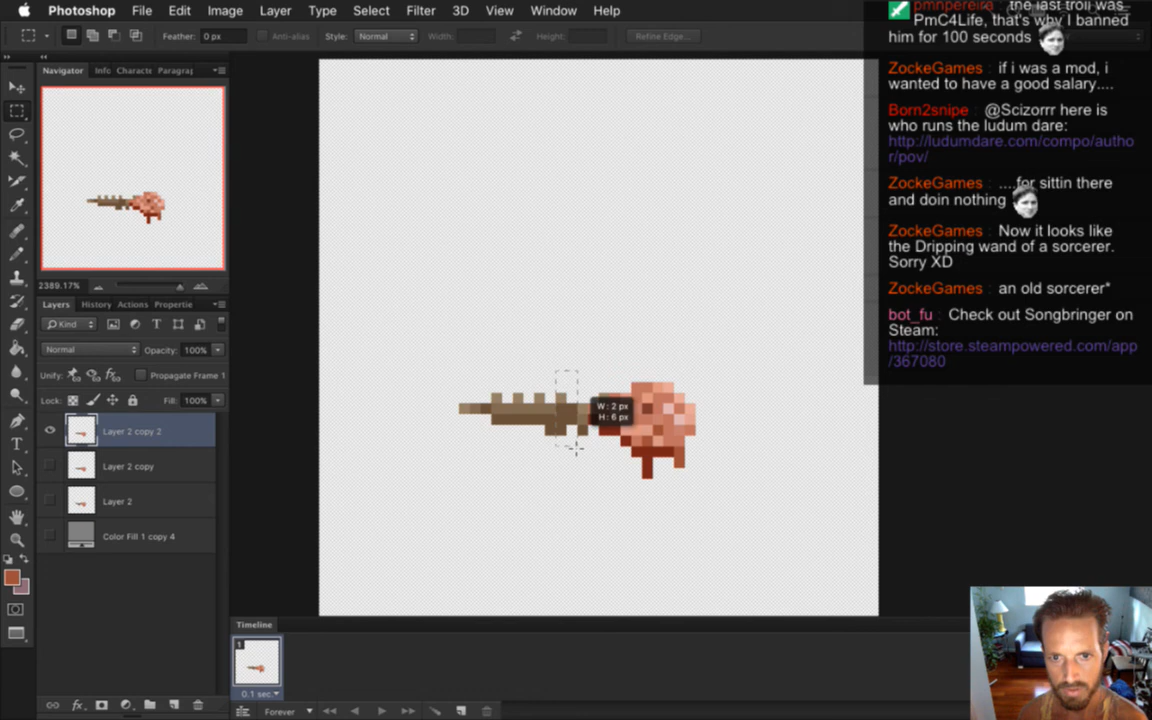 Photoshop File Edit Image Layer Type Select Filter 3D View Window Help
Feather: 0 px Anti-alias Style: Normal Width: Height: Refine Edge...
Navigator Info Characte Paragraj
2389.17%
Layers History Actions Propertie
Kind
Normal Opacity: 100%
Unify: Propagate Frame 1
Lock: Fill: 100%
Layer 2 copy 2
Layer 2 copy
Layer 2
Color Fill 1 copy 4
W: 2 px
H: 6 px
Timeline
1
0.1 sec.
Forever
pmnpereira : the last troll was
PmC4Life, that's why I banned
him for 100 seconds
ZockeGames : if i was a mod, i
wanted to have a good salary....
Born2snipe : @Scizorrr here is
who runs the ludum dare:
http://ludumdare.com/compo/autho
r/pov/
ZockeGames : ....for sittin there
and doin nothing
ZockeGames : Now it looks like
the Dripping wand of a sorcerer.
Sorry XD
ZockeGames : an old sorcerer*
bot_fu : Check out Songbringer on
Steam:
http://store.steampowered.com/app
/367080